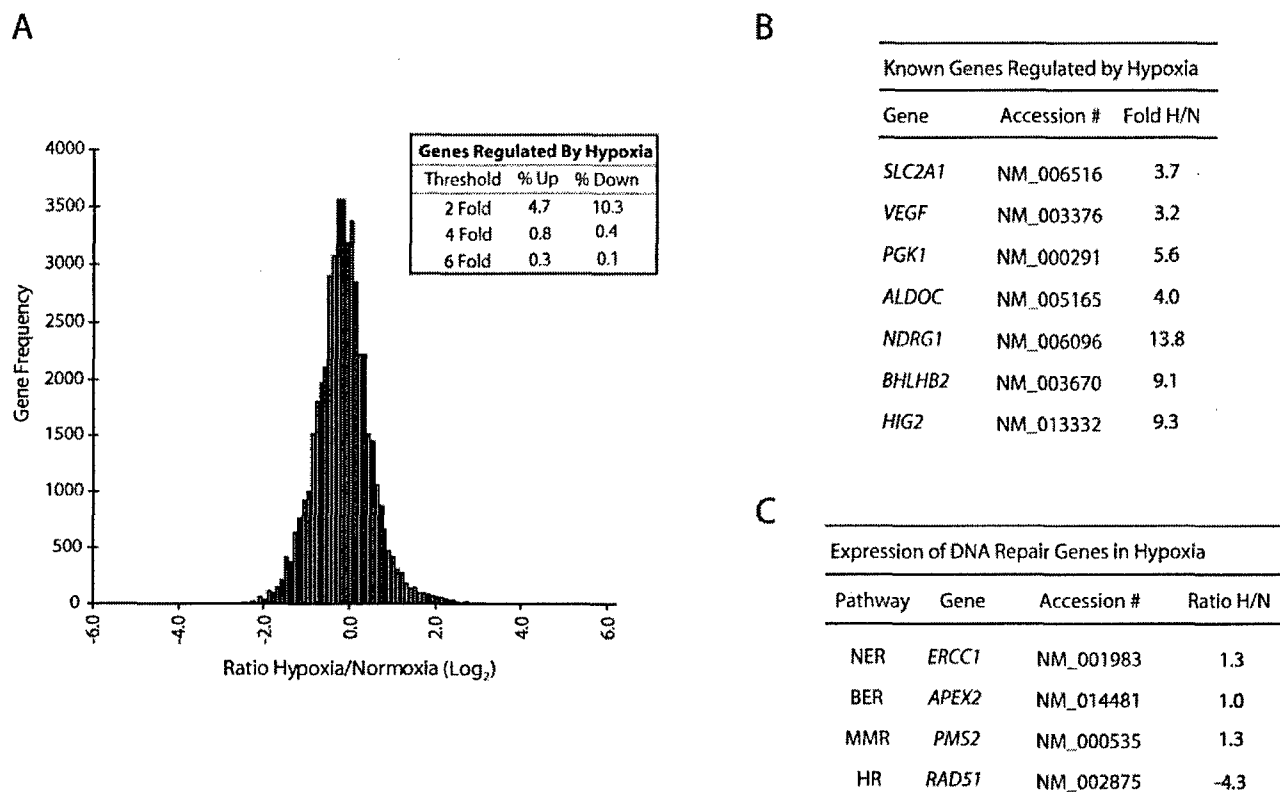 A
4000
3500
3000
2500
2000
1500
1000
500
0
Gene Frequency
-6.0
-4.0
-2.0
0.0
2.0
4.0
6.0
Ratio Hypoxia/Normoxia (Log2)
Genes Regulated By Hypoxia
Threshold % Up % Down
2 Fold 4.7 10.3
4 Fold 0.8 0.4
6 Fold 0.3 0.1
B
Known Genes Regulated by Hypoxia
Gene Accession # Fold H/N
SLC2A1 NM_006516 3.7
VEGF NM_003376 3.2
PGK1 NM_000291 5.6
ALDOC NM_005165 4.0
NDRG1 NM_006096 13.8
BHLHB2 NM_003670 9.1
HIG2 NM_013332 9.3
C
Expression of DNA Repair Genes in Hypoxia
Pathway Gene Accession # Ratio H/N
NER ERCC1 NM_001983 1.3
BER APEX2 NM_014481 1.0
MMR PMS2 NM_000535 1.3
HR RAD51 NM_002875 -4.3